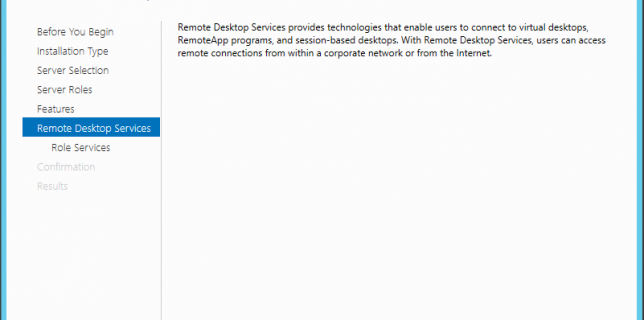 Remote Desktop Services provides technologies that enable users to connect to virtual desktops,
RemoteApp programs, and session-based desktops. With Remote Desktop Services, users can access
remote connections from within a corporate network or from the Internet.
Before You Begin
Installation Type
Server Selection
Server Roles
Features
Remote Desktop Services
Role Services
Confirmation
Results